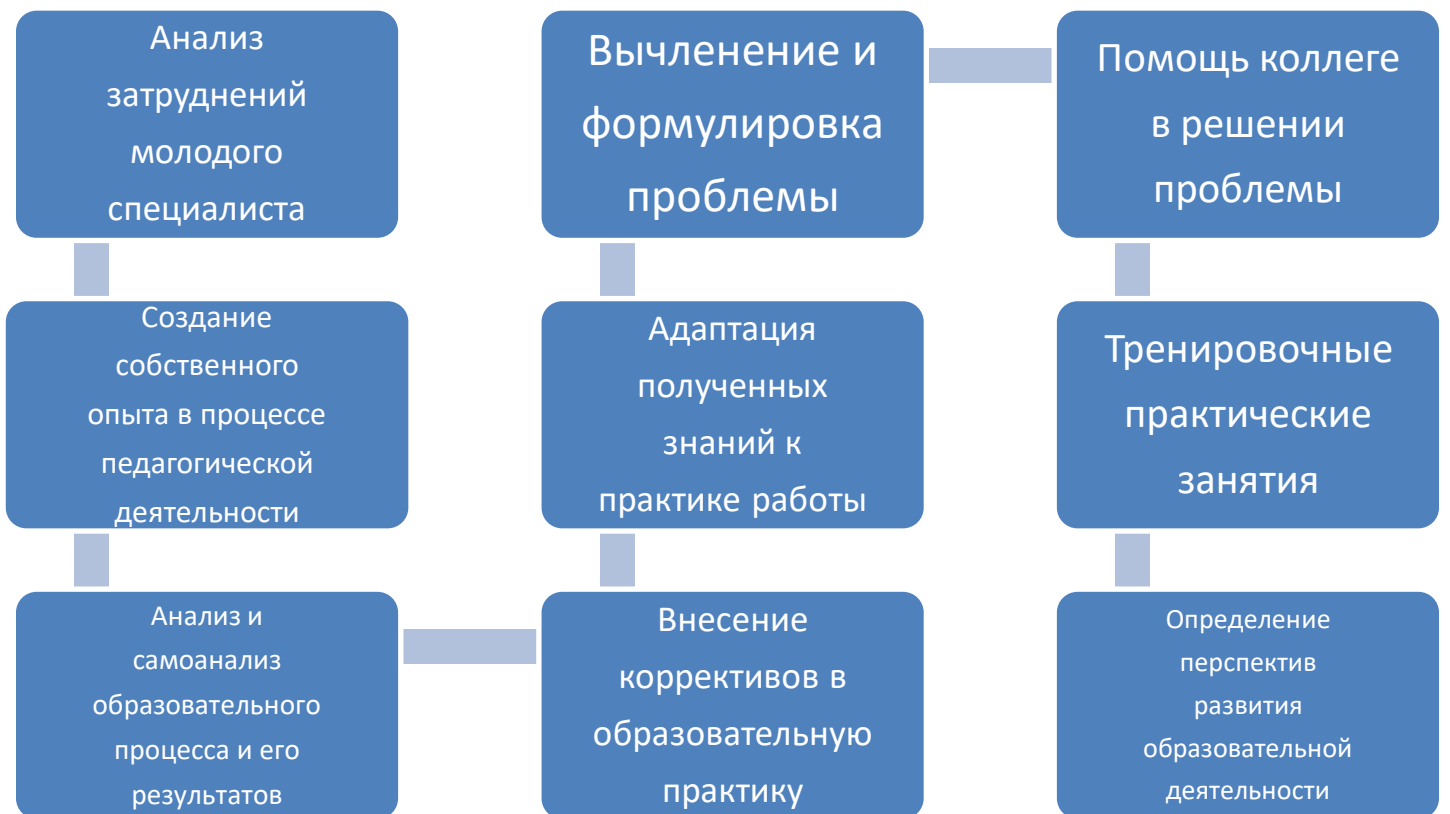 Анализ
затруднений
молодого
специалиста
Создание
собственного
опыта в процессе
педагогической
деятельности
Анализ и
самоанализ
образовательного
процесса и его
результатов
Внесение
коррективов в
образовательную
практику
Адаптация
полученных
знаний к
практике работы
Вычленение и
формулировка
проблемы
Помощь коллеге
в решении
проблемы
Тренировочные
практические
занятия
Определение
перспектив
развития
образовательной
деятельности